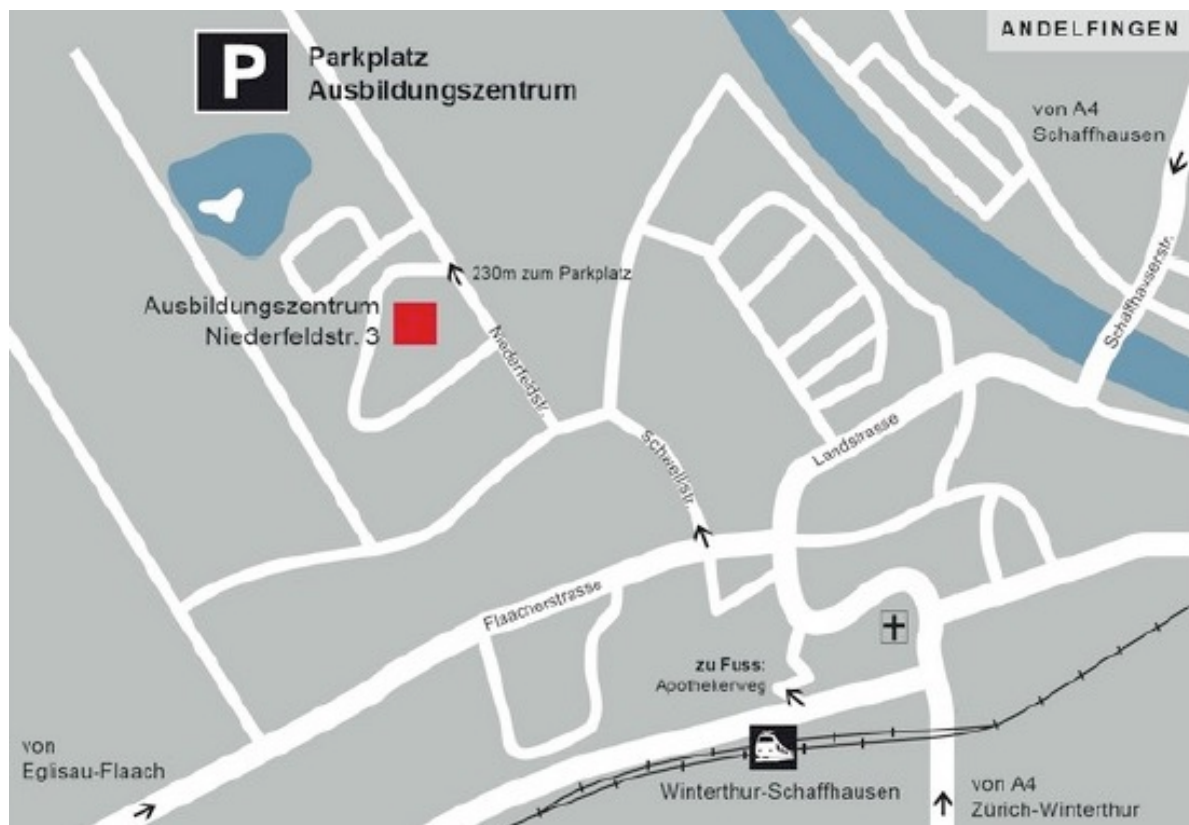 ANDELFINGEN
P
Parkplatz
Ausbildungszentrum
von A4
Schaffhausen
Schaffhauserstr.
230m zum Parkplatz
Ausbildungszentrum
Niederfeldstr. 3
Niederfeldstr.
Schwellistr.
Landstrasse
Flaacherstrasse
zu Fuss:
Apothekerweg
von
Eglisau-Flaach
Winterthur-Schaffhausen
von A4
Zürich-Winterthur